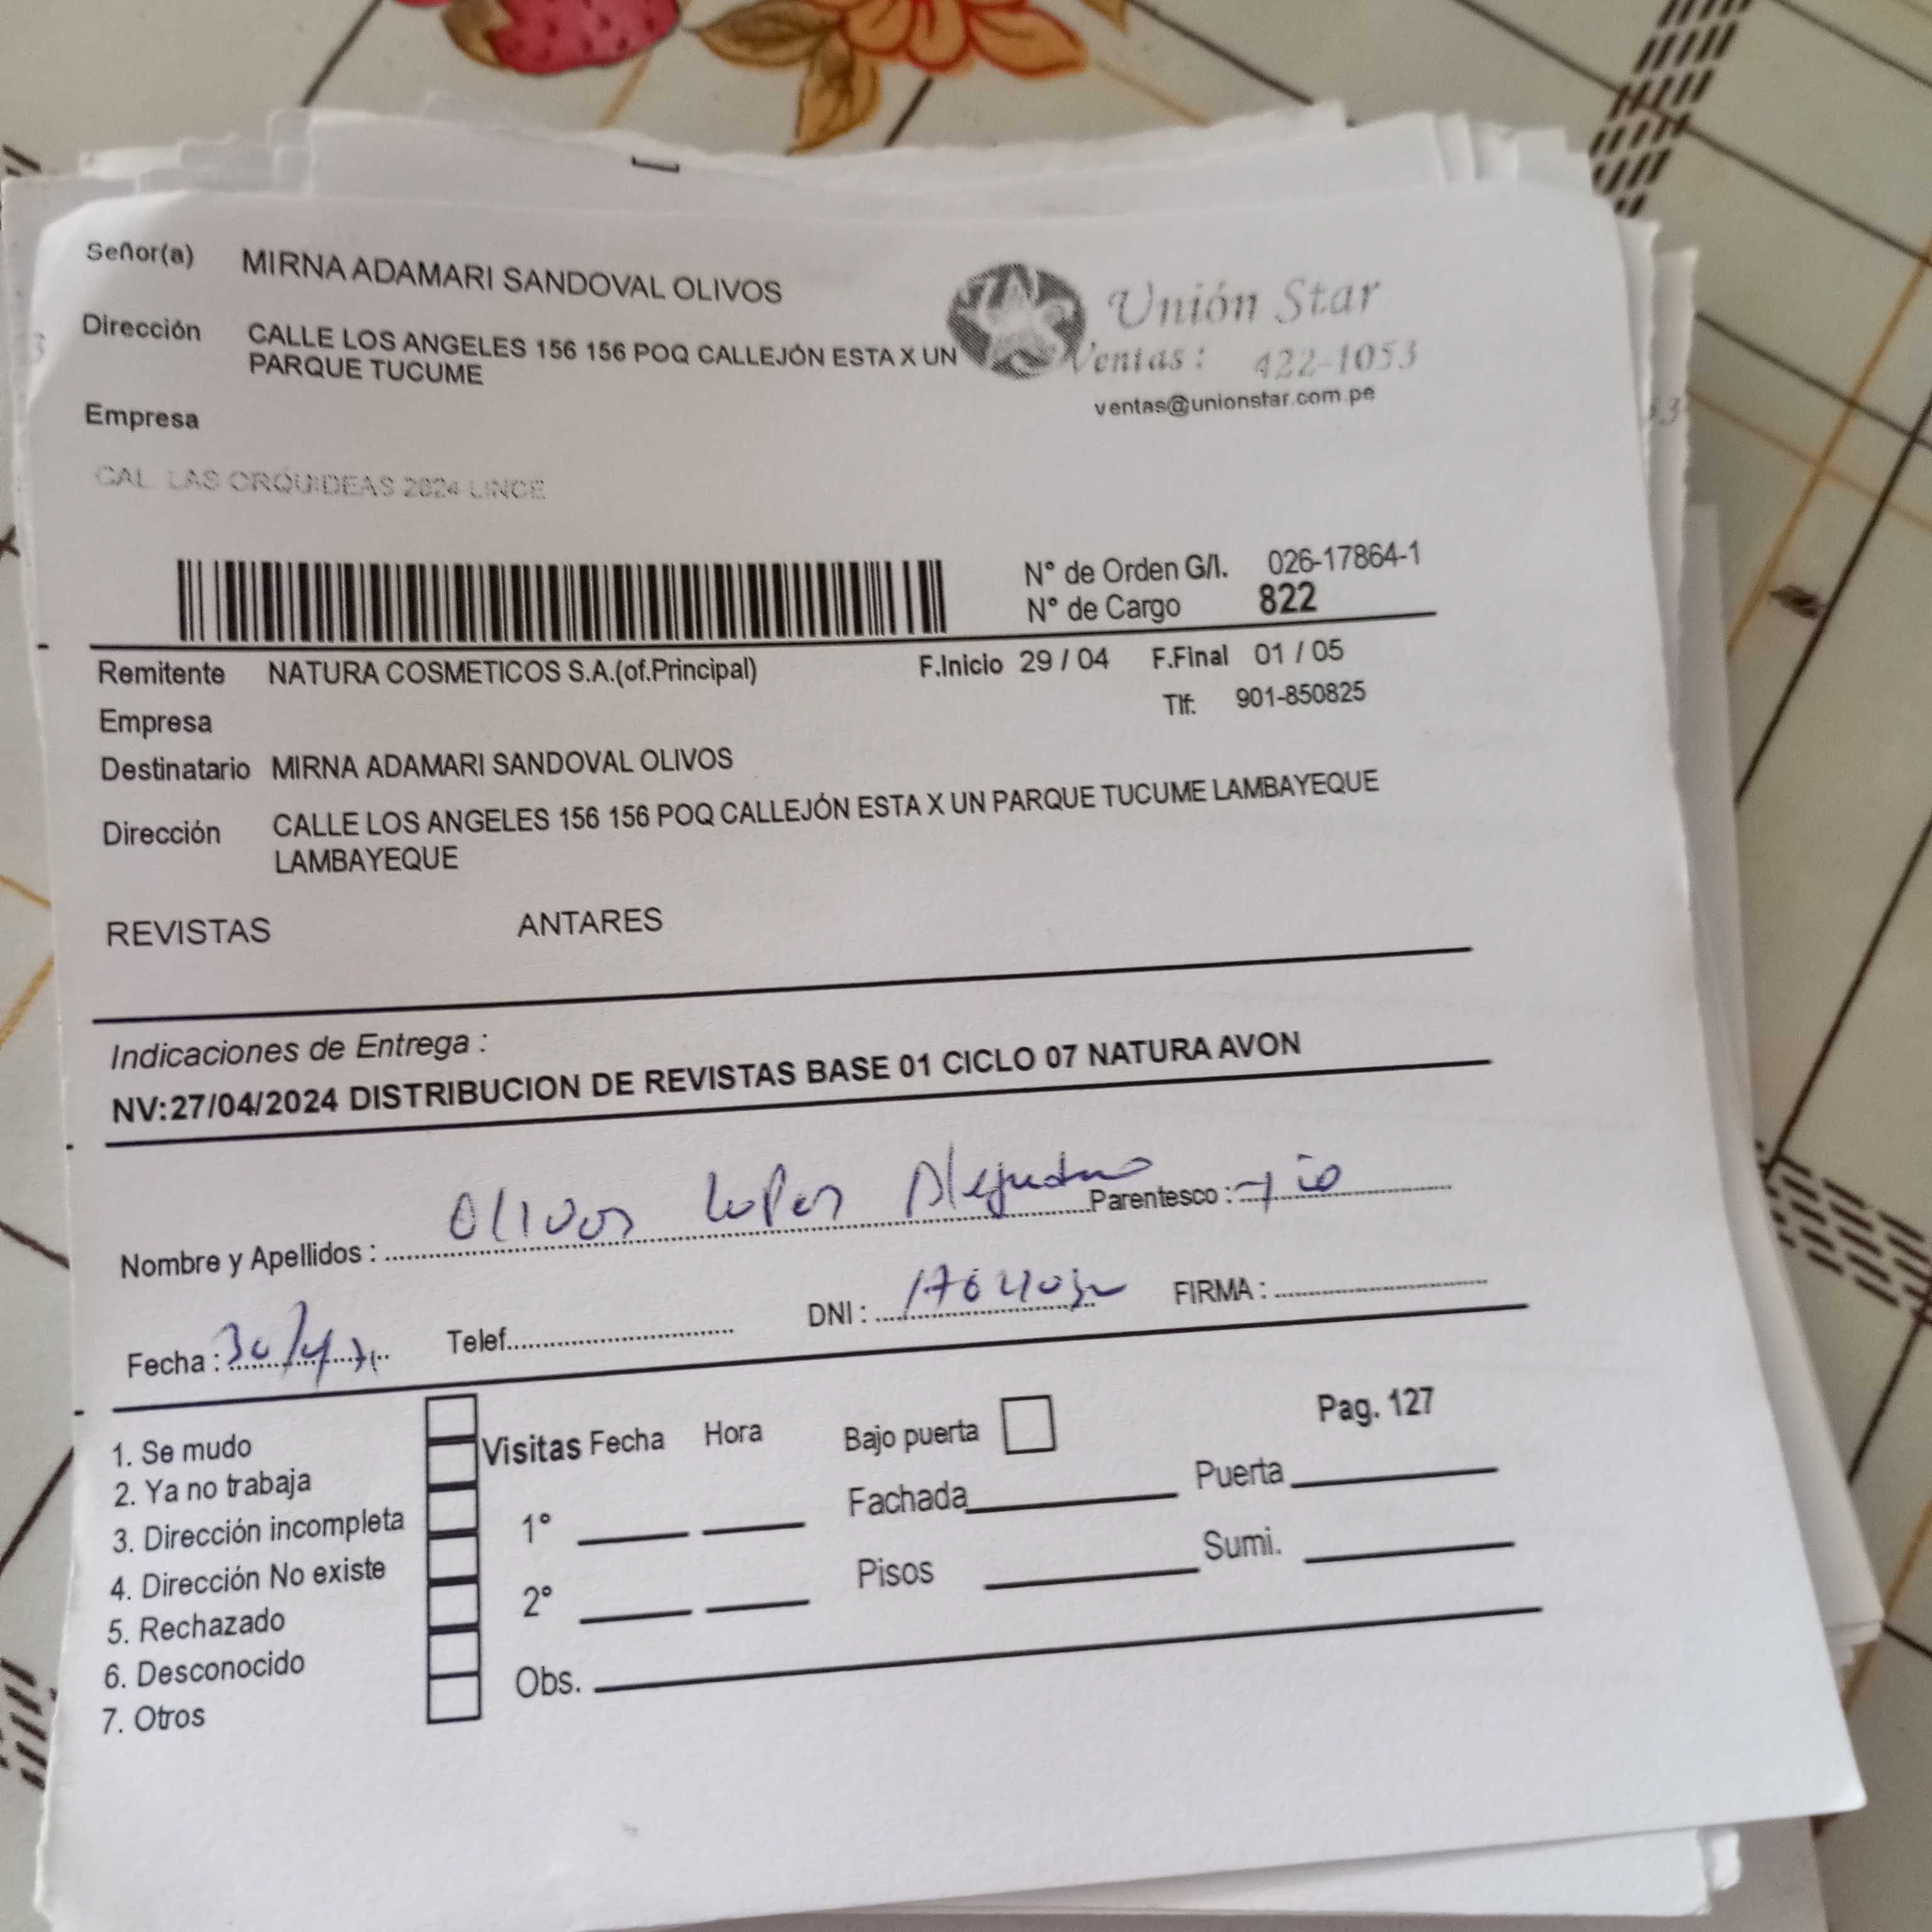 Señor(a) MIRNA ADAMARI SANDOVAL OLIVOS
Unión Star
Dirección CALLE LOS ANGELES 156 156 POQ CALLEJÓN ESTA X UN
PARQUE TUCUME
Ventas: 422-1053
ventas@unionstar.com.pe
Empresa
CAL. LAS ORQUIDEAS 2624 LINCE
N° de Orden G/I. 026-17864-1
N° de Cargo 822
Remitente NATURA COSMETICOS S.A.(of.Principal) F.Inicio 29 / 04 F.Final 01 / 05
Empresa Tlf: 901-850825
Destinatario MIRNA ADAMARI SANDOVAL OLIVOS
Dirección CALLE LOS ANGELES 156 156 POQ CALLEJÓN ESTA X UN PARQUE TUCUME LAMBAYEQUE
LAMBAYEQUE
REVISTAS ANTARES
Indicaciones de Entrega :
NV:27/04/2024 DISTRIBUCION DE REVISTAS BASE 01 CICLO 07 NATURA AVON
Nombre y Apellidos : Olivos Lopes Alejandro Parentesco : tio
Fecha : 30/4 Telef. DNI : FIRMA :
1. Se mudo
2. Ya no trabaja
3. Dirección incompleta
4. Dirección No existe
5. Rechazado
6. Desconocido
7. Otros
Visitas Fecha Hora Bajo puerta Pag. 127
1° Fachada Puerta
2° Pisos Sumi.
Obs.